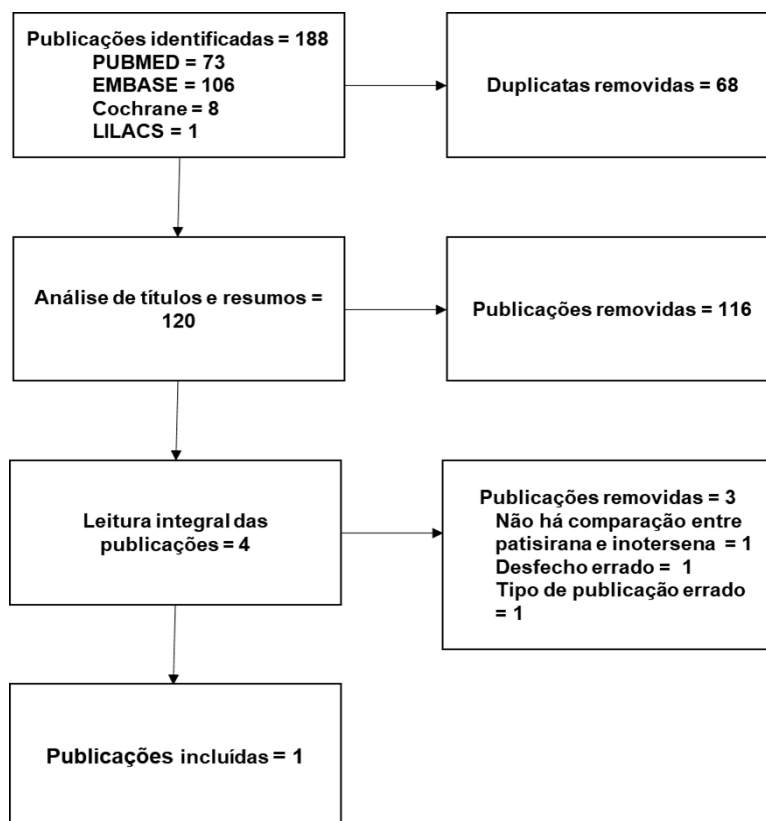 Publicações identificadas = 188
PUBMED = 73
EMBASE = 106
Cochrane = 8
LILACS = 1
Duplicatas removidas = 68
Análise de títulos e resumos =
120
Publicações removidas = 116
Leitura integral das
publicações = 4
Publicações removidas = 3
Não há comparação entre
patisirana e inotersena = 1
Desfecho errado = 1
Tipo de publicação errado
= 1
Publicações incluídas = 1